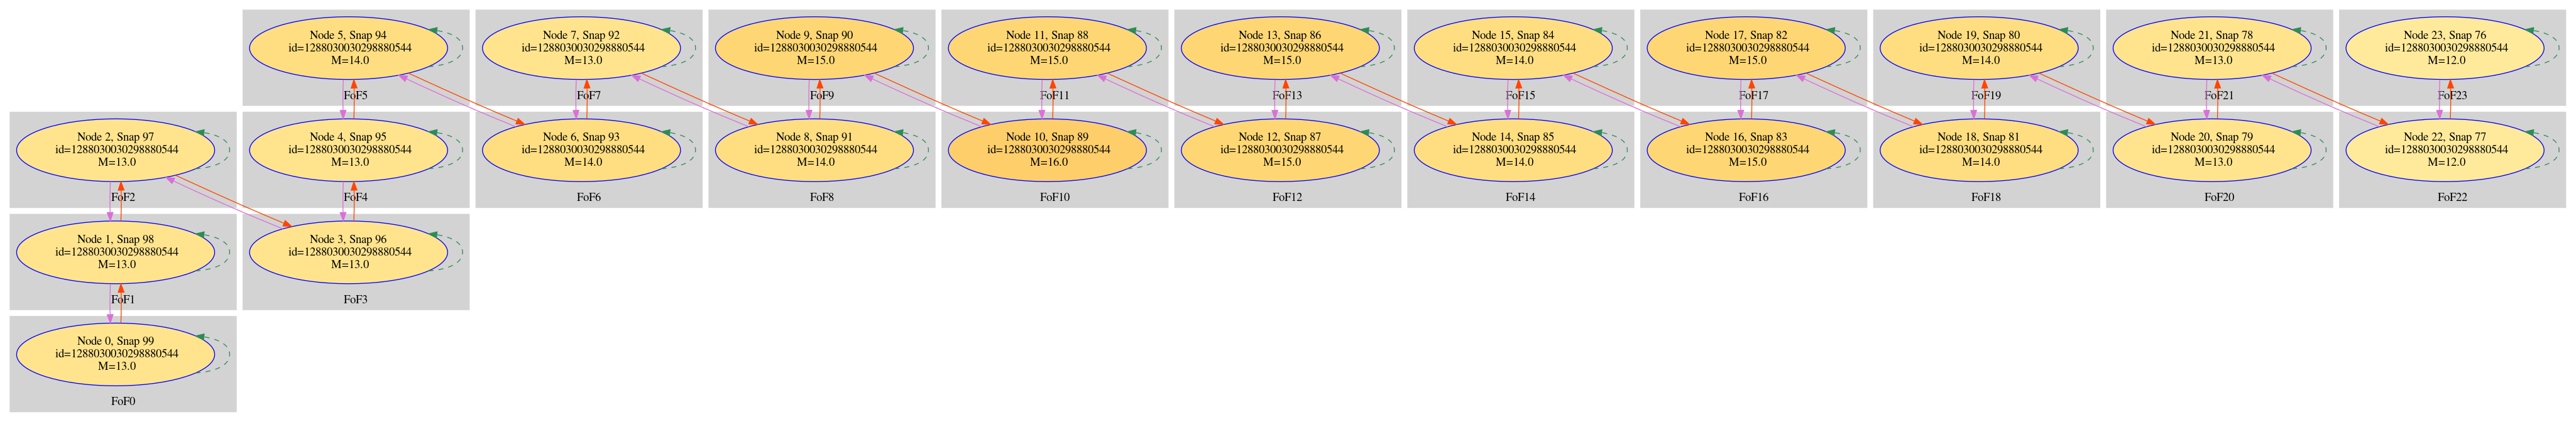 Node 5, Snap 94
id=1288030030298880544
M=14.0
FoF5
Node 7, Snap 92
id=1288030030298880544
M=13.0
FoF7
Node 9, Snap 90
id=1288030030298880544
M=15.0
FoF9
Node 11, Snap 88
id=1288030030298880544
M=15.0
FoF11
Node 13, Snap 86
id=1288030030298880544
M=15.0
FoF13
Node 15, Snap 84
id=1288030030298880544
M=14.0
FoF15
Node 17, Snap 82
id=1288030030298880544
M=15.0
FoF17
Node 19, Snap 80
id=1288030030298880544
M=14.0
FoF19
Node 21, Snap 78
id=1288030030298880544
M=13.0
FoF21
Node 23, Snap 76
id=1288030030298880544
M=12.0
FoF23
Node 2, Snap 97
id=1288030030298880544
M=13.0
FoF2
Node 4, Snap 95
id=1288030030298880544
M=13.0
FoF4
Node 6, Snap 93
id=1288030030298880544
M=14.0
FoF6
Node 8, Snap 91
id=1288030030298880544
M=14.0
FoF8
Node 10, Snap 89
id=1288030030298880544
M=16.0
FoF10
Node 12, Snap 87
id=1288030030298880544
M=15.0
FoF12
Node 14, Snap 85
id=1288030030298880544
M=14.0
FoF14
Node 16, Snap 83
id=1288030030298880544
M=15.0
FoF16
Node 18, Snap 81
id=1288030030298880544
M=14.0
FoF18
Node 20, Snap 79
id=1288030030298880544
M=13.0
FoF20
Node 22, Snap 77
id=1288030030298880544
M=12.0
FoF22
Node 1, Snap 98
id=1288030030298880544
M=13.0
FoF1
Node 3, Snap 96
id=1288030030298880544
M=13.0
FoF3
Node 0, Snap 99
id=1288030030298880544
M=13.0
FoF0